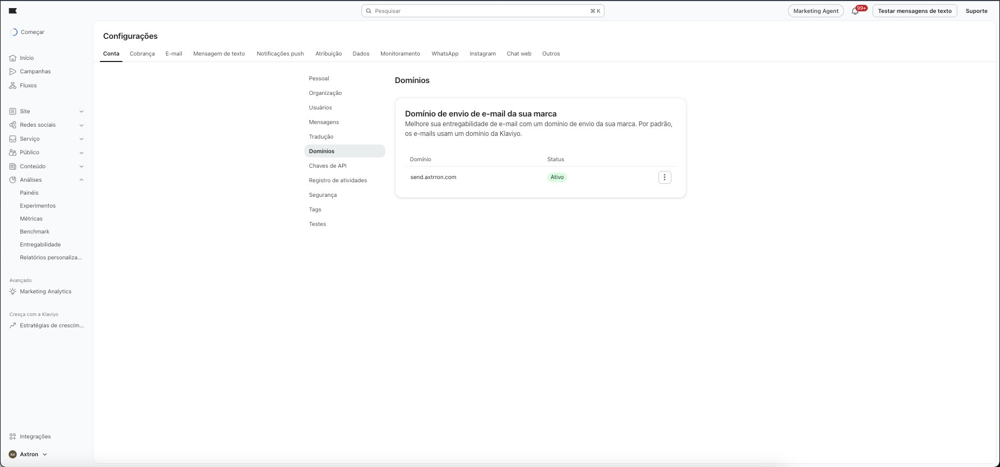 Pesquisar
⌘ K
Marketing Agent
99+
Testar mensagens de texto
Suporte
Começar
Início
Campanhas
Fluxos
Site
Redes sociais
Serviço
Público
Conteúdo
Análises
Painéis
Experimentos
Métricas
Benchmark
Entregabilidade
Relatórios personaliza...
Avançado
Marketing Analytics
Cresça com a Klaviyo
Estratégias de crescim...
Integrações
AX
Axtron
Configurações
Conta
Cobrança
E-mail
Mensagem de texto
Notificações push
Atribuição
Dados
Monitoramento
WhatsApp
Instagram
Chat web
Outros
Pessoal
Organização
Usuários
Mensagens
Tradução
Domínios
Chaves de API
Registro de atividades
Segurança
Tags
Testes
Domínios
Domínio de envio de e-mail da sua marca
Melhore sua entregabilidade de e-mail com um domínio de envio da sua marca. Por padrão,
os e-mails usam um domínio da Klaviyo.
Domínio
Status
send.axtrron.com
Ativo